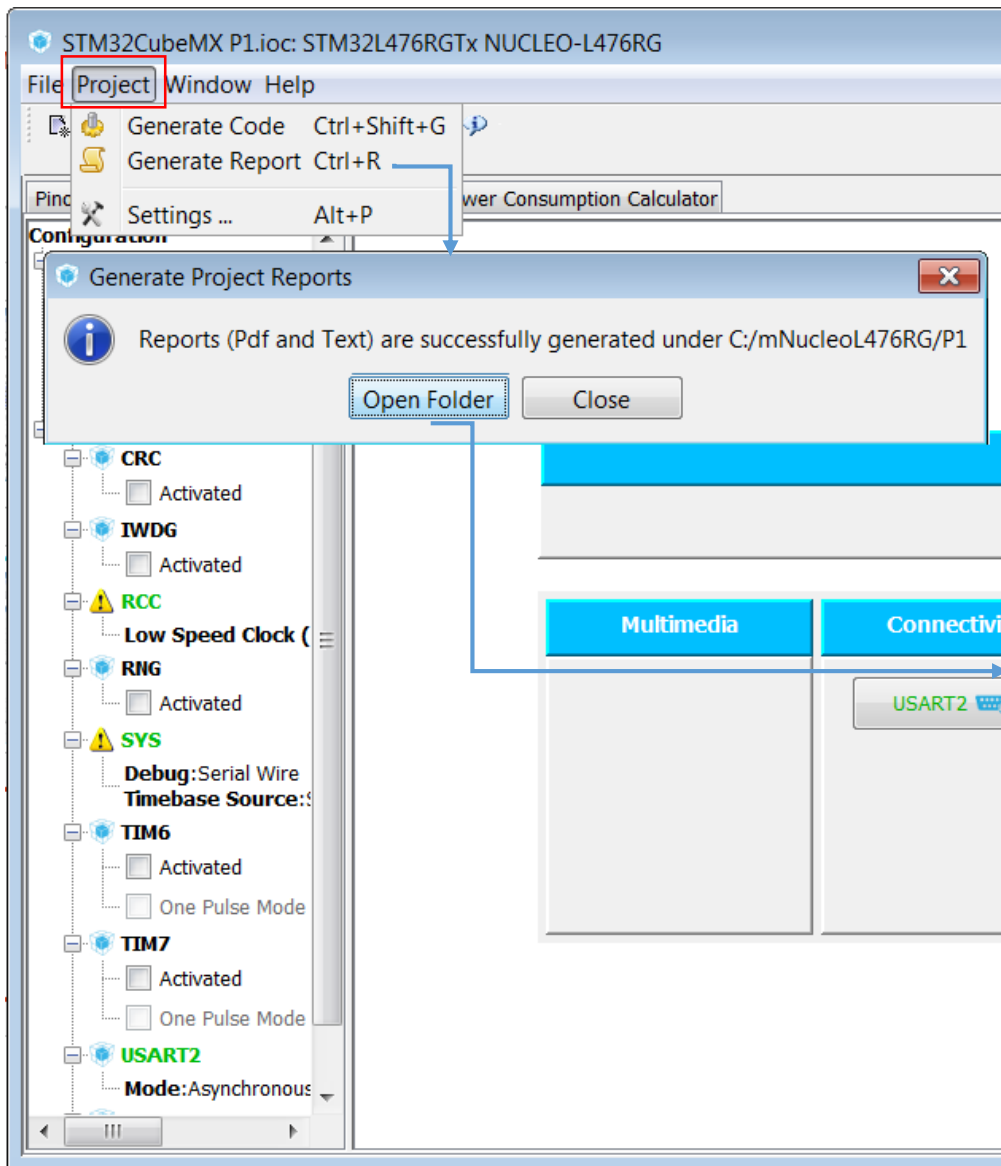 STM32CubeMX P1.ioc: STM32L476RGTx NUCLEO-L476RG
File Project Window Help
Generate Code Ctrl+Shift+G
Generate Report Ctrl+R
Settings ... Alt+P
Pinc wer Consumption Calculator
Configuration
Generate Project Reports
Reports (Pdf and Text) are successfully generated under C:/mNucleoL476RG/P1
Open Folder Close
CRC
Activated
IWDG
Activated
RCC
Low Speed Clock (
RNG
Activated
SYS
Debug:Serial Wire
Timebase Source:S
TIM6
Activated
One Pulse Mode
TIM7
Activated
One Pulse Mode
USART2
Mode:Asynchronous
Multimedia Connectivi
USART2